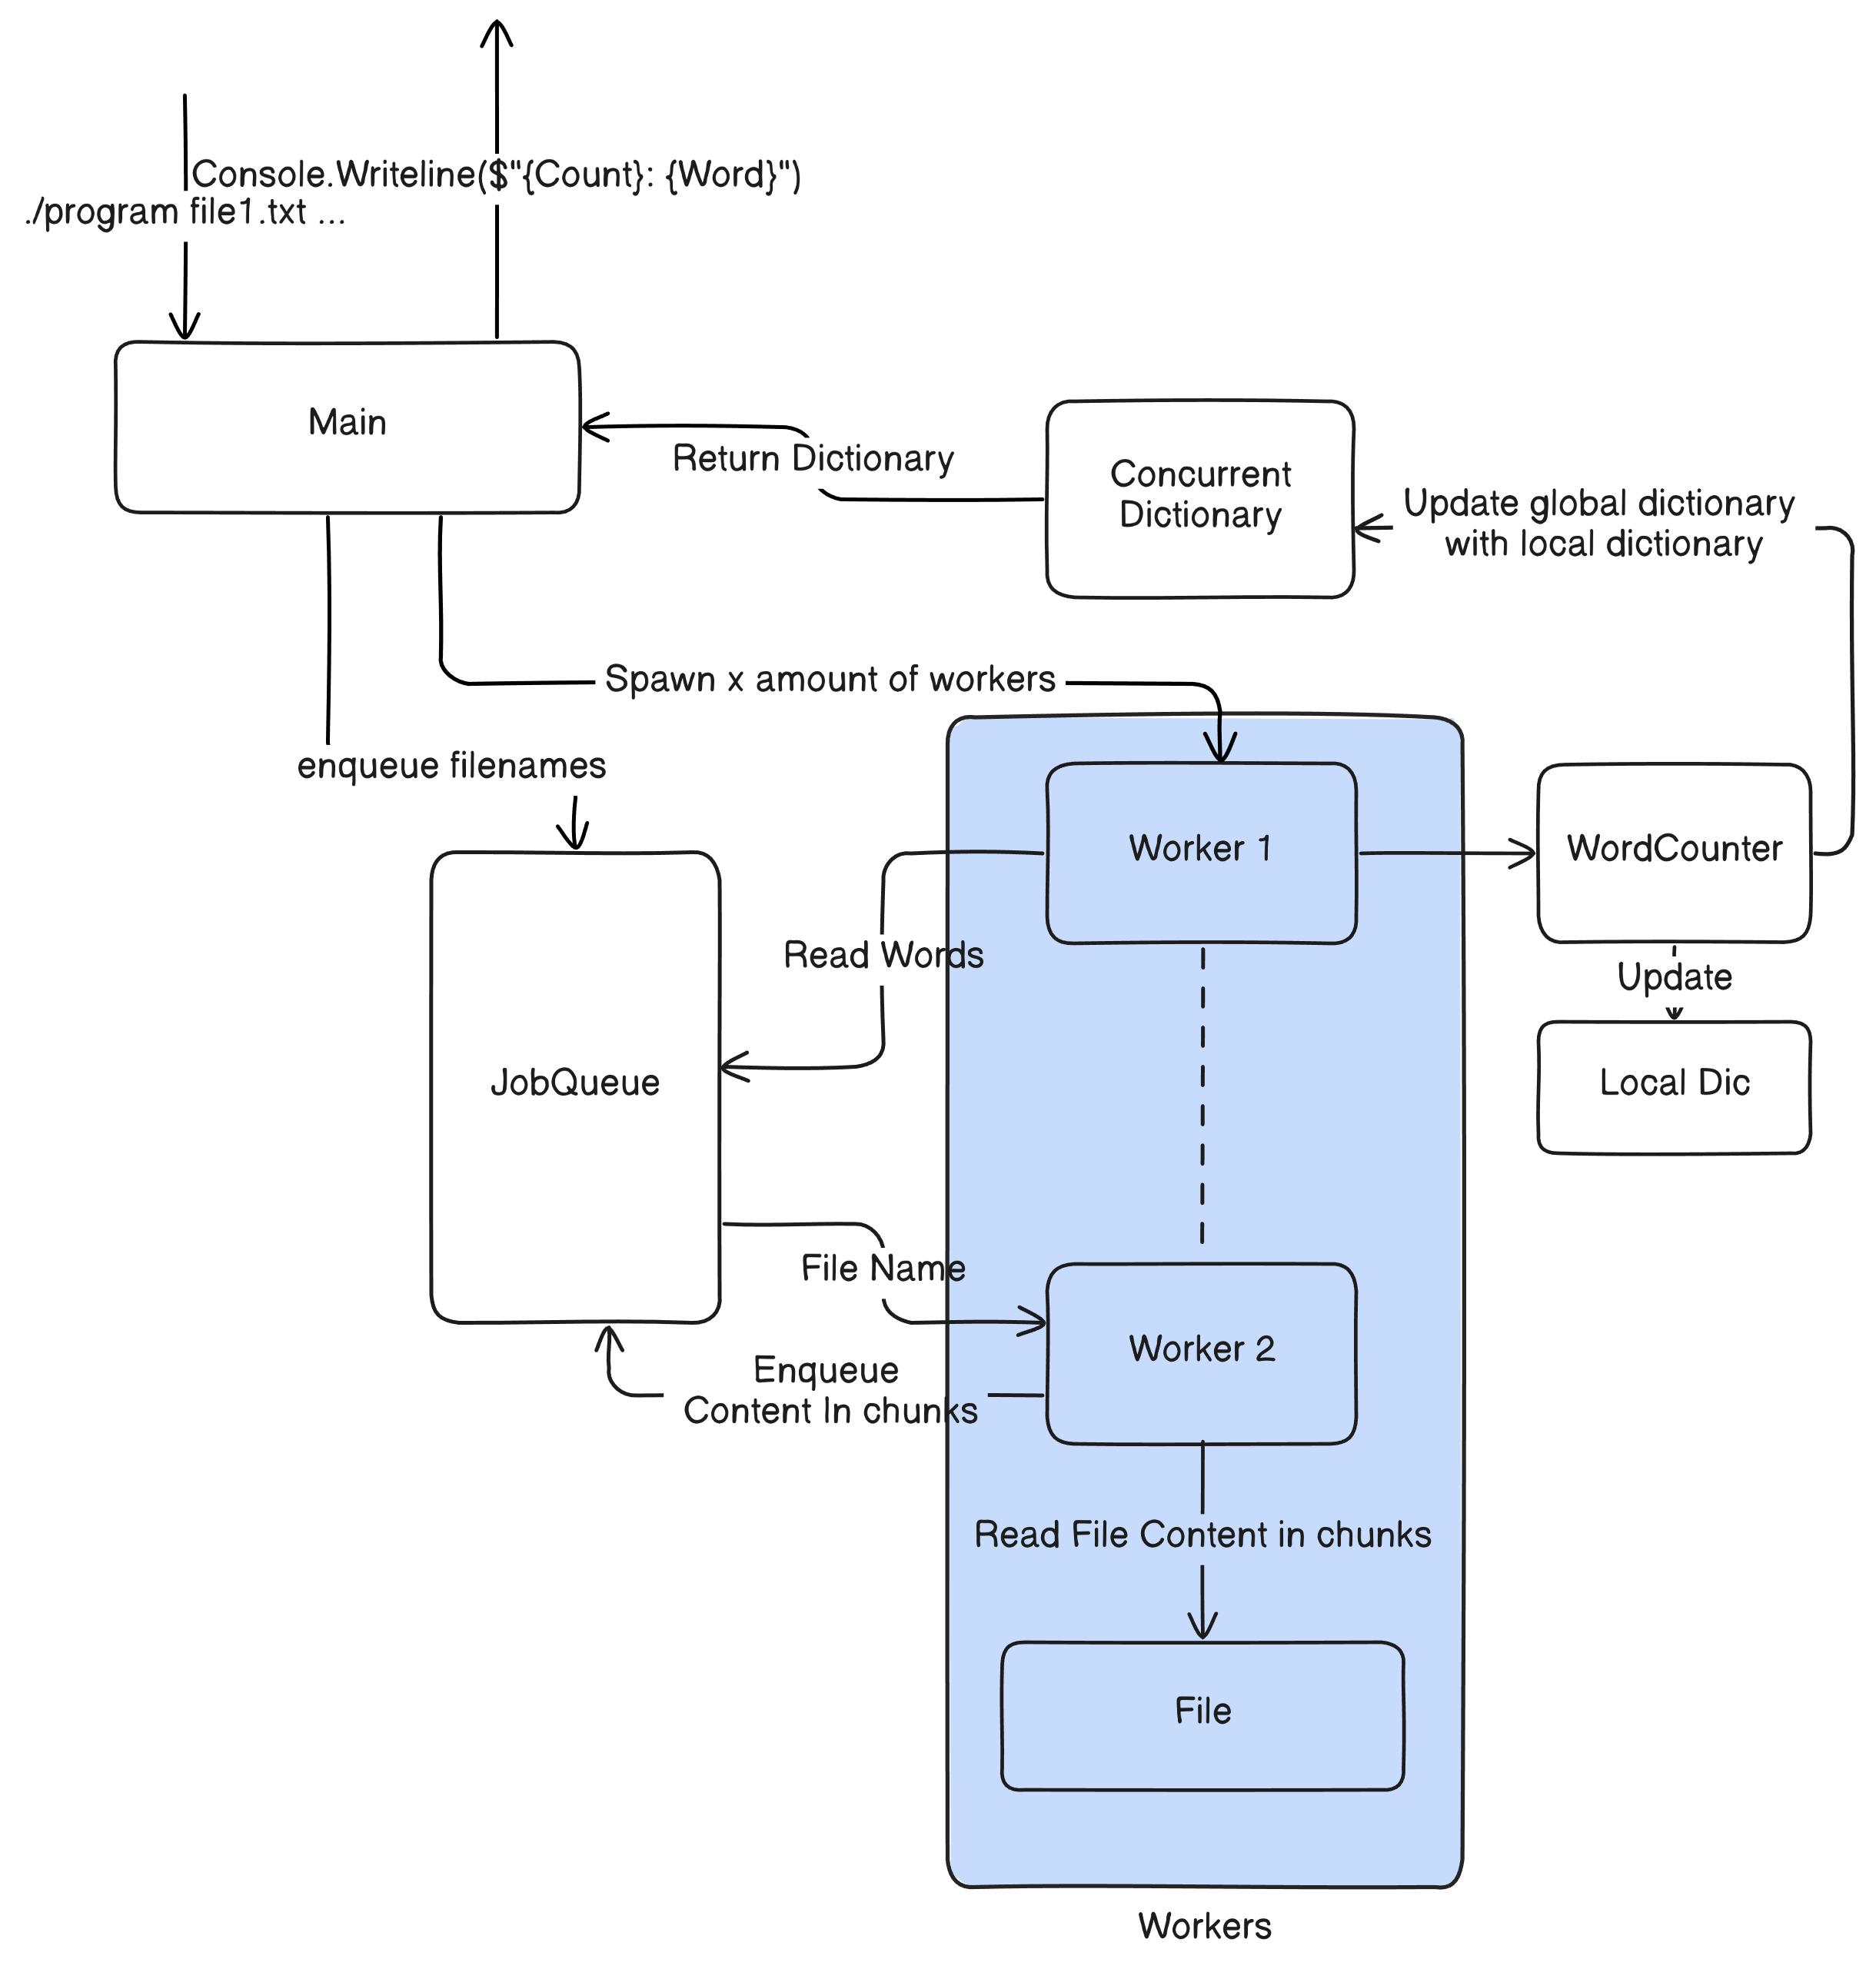 Console.Writeline($"{Count}: {Word}")
./program file1.txt ...
Main
Return Dictionary
Concurrent
Dictionary
Update global dictionary
with local dictionary
Spawn x amount of workers
enqueue filenames
Worker 1
WordCounter
Read Words
Update
JobQueue
Local Dic
File Name
Worker 2
Enqueue
Content In chunks
Read File Content in chunks
File
Workers